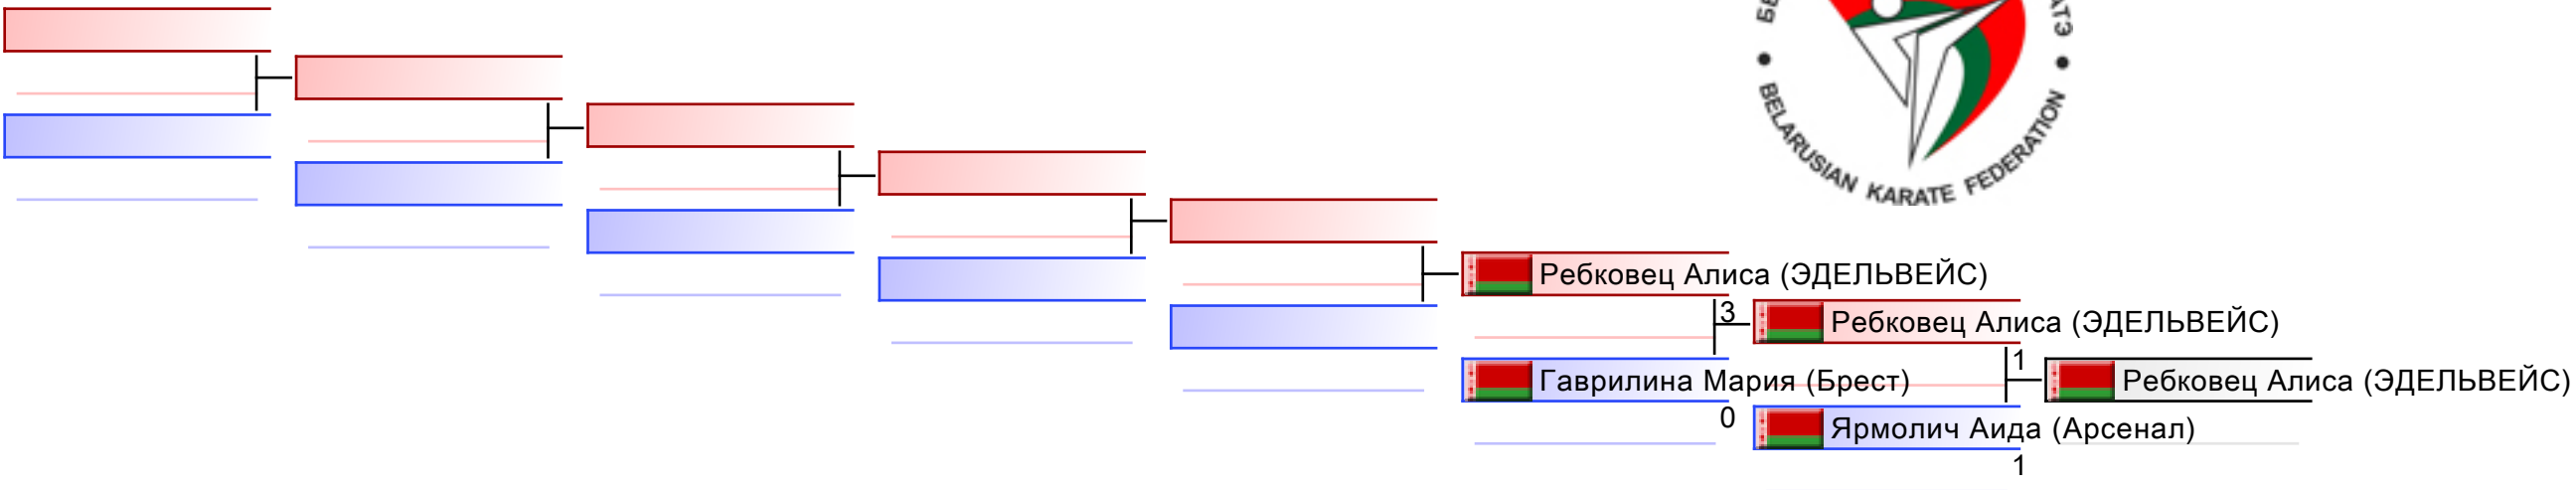 BELARUSIAN KARATE FEDERATION
Ребковец Алиса (ЭДЕЛЬВЕЙС)
3
Ребковец Алиса (ЭДЕЛЬВЕЙС)
1
Гаврилина Мария (Брест)
Ребковец Алиса (ЭДЕЛЬВЕЙС)
0
Ярмолич Аида (Арсенал)
1